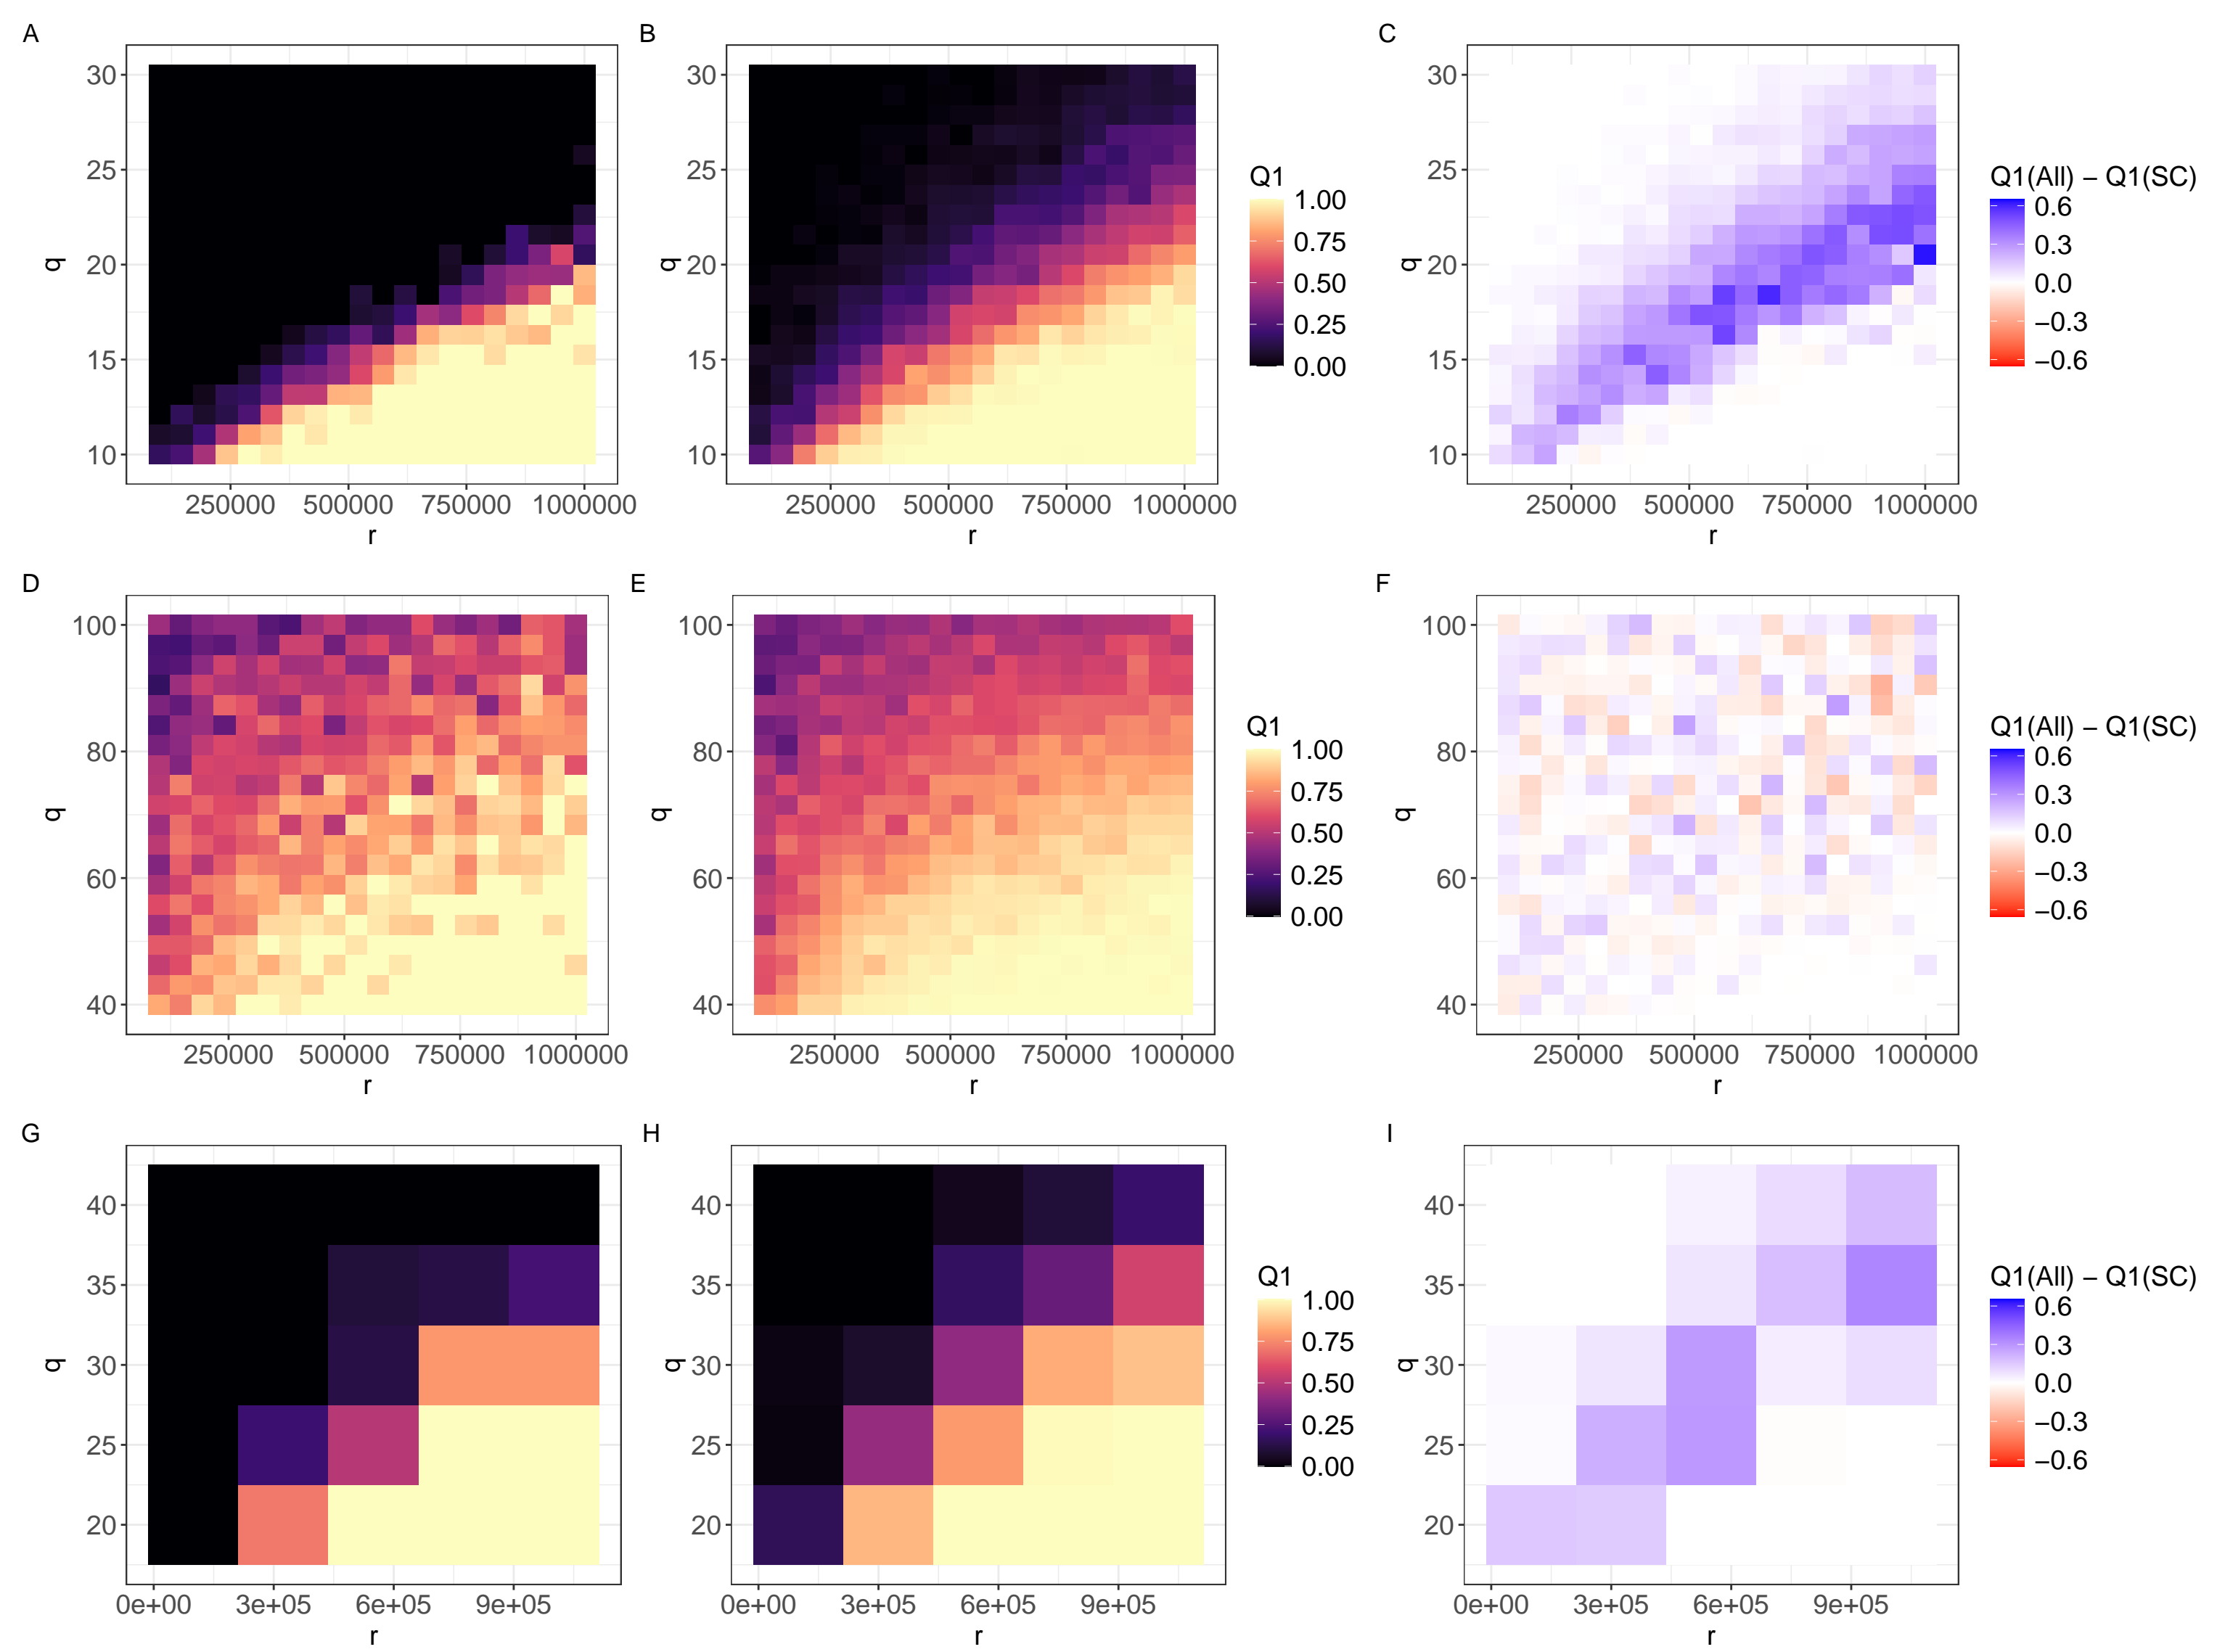 A
30
25
20
15
10
q
250000 500000 750000 1000000
r
B
30
25
20
15
10
q
250000 500000 750000 1000000
r
Q1
1.00
0.75
0.50
0.25
0.00
C
30
25
20
15
10
q
250000 500000 750000 1000000
r
Q1(All) − Q1(SC)
0.6
0.3
0.0
−0.3
−0.6
D
100
80
60
40
q
250000 500000 750000 1000000
r
E
100
80
60
40
q
250000 500000 750000 1000000
r
Q1
1.00
0.75
0.50
0.25
0.00
F
100
80
60
40
q
250000 500000 750000 1000000
r
Q1(All) − Q1(SC)
0.6
0.3
0.0
−0.3
−0.6
G
40
35
30
25
20
q
0e+00 3e+05 6e+05 9e+05
r
H
40
35
30
25
20
q
0e+00 3e+05 6e+05 9e+05
r
Q1
1.00
0.75
0.50
0.25
0.00
I
40
35
30
25
20
q
0e+00 3e+05 6e+05 9e+05
r
Q1(All) − Q1(SC)
0.6
0.3
0.0
−0.3
−0.6